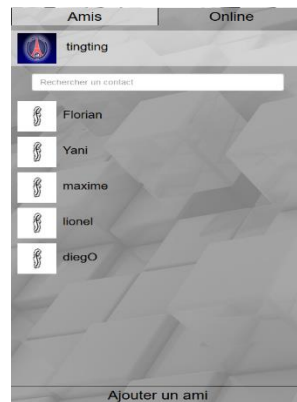 Amis Online
tingting
Rechercher un contact
Florian
Yani
maxime
lionel
diegO
Ajouter un ami